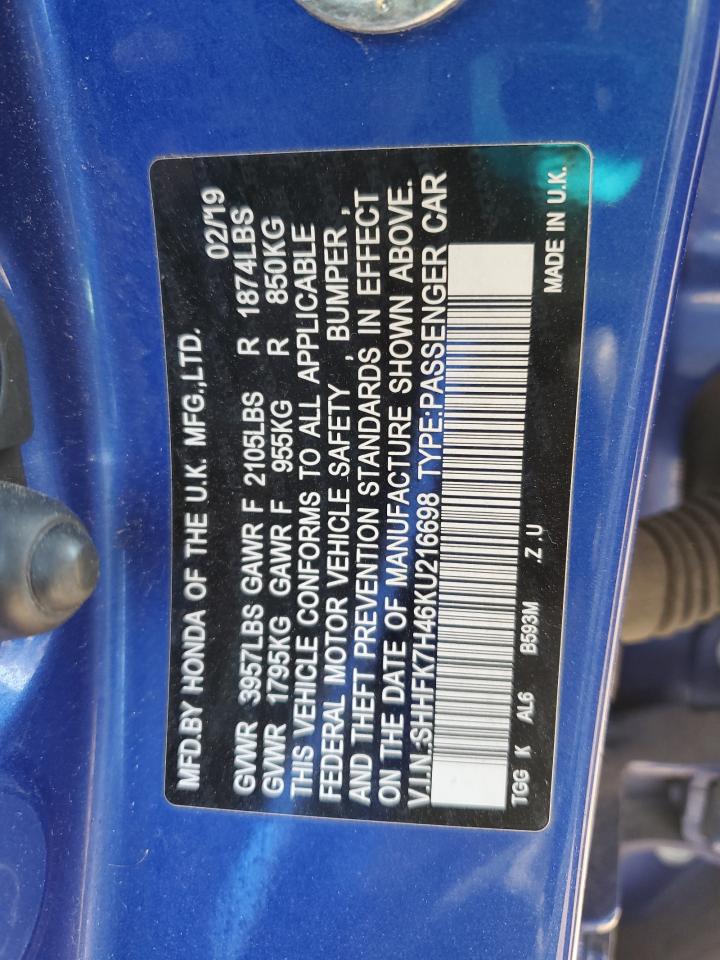 MFD.BY HONDA OF THE U.K. MFG.,LTD. 02/19
GVWR 3957LBS GAWR F 2105LBS R 1874LBS
GVWR 1795KG GAWR F 955KG R 850KG
THIS VEHICLE CONFORMS TO ALL APPLICABLE
FEDERAL MOTOR VEHICLE SAFETY , BUMPER ,
AND THEFT PREVENTION STANDARDS IN EFFECT
ON THE DATE OF MANUFACTURE SHOWN ABOVE.
V.I.N:SHHFK7H46KU216698 TYPE:PASSENGER CAR
TGG K AL6 B593M .Z .U MADE IN U.K.